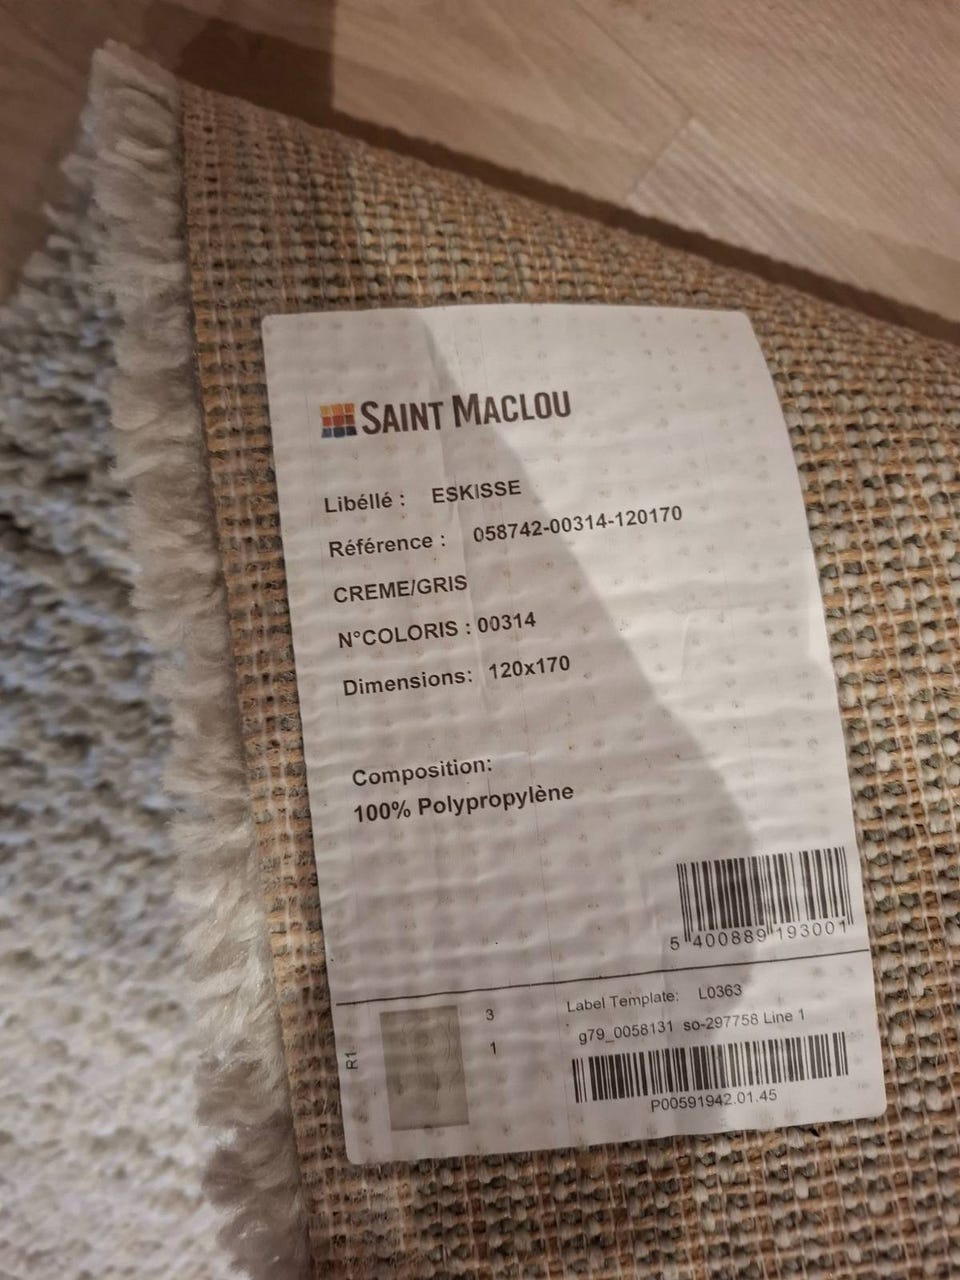 SAINT MACLOU
Libéllé : ESKISSE
Référence : 058742-00314-120170
CREME/GRIS
N°COLORIS : 00314
Dimensions: 120x170
Composition:
100% Polypropylène
5 400889 193001
R1
3
1
Label Template: L0363
g79_0058131 so-297758 Line 1
P00591942.01.45